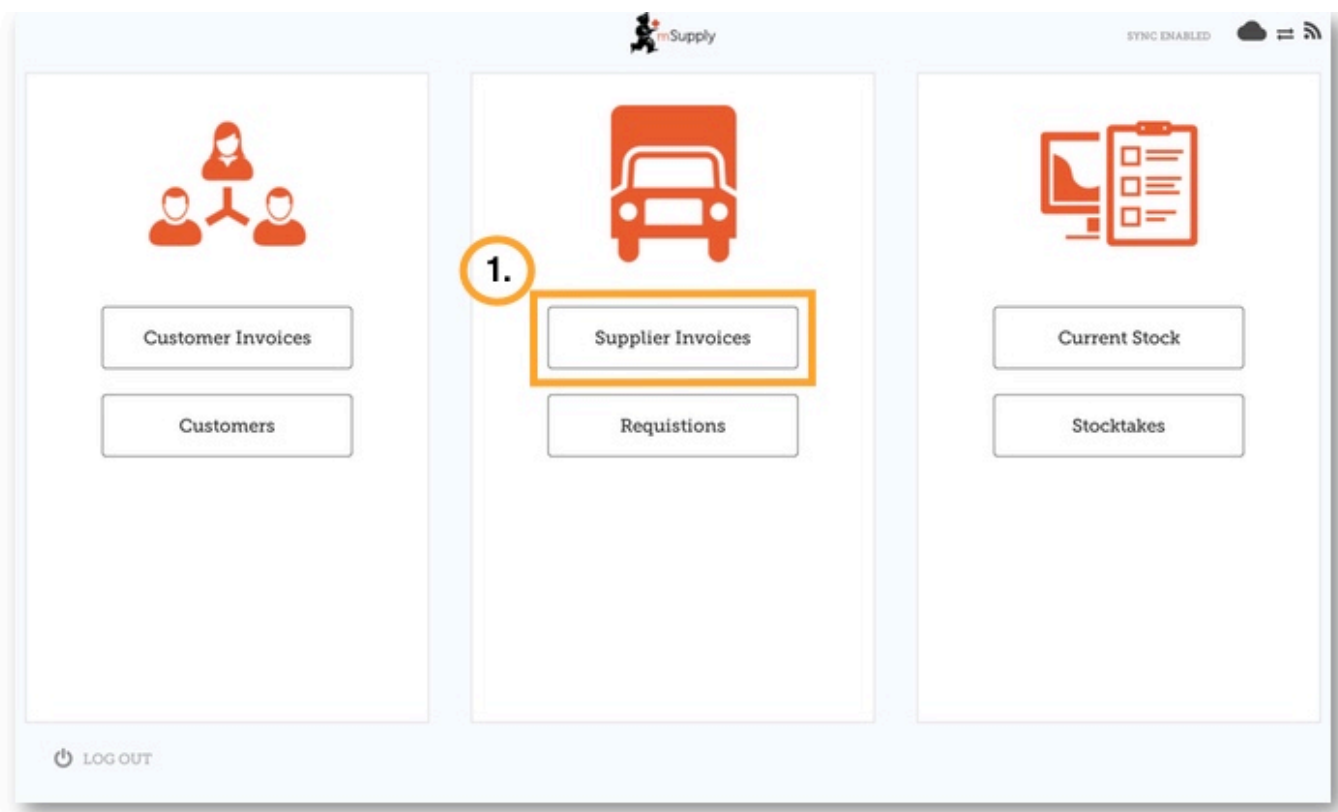 mSupply
SYNC ENABLED
1.
Customer Invoices
Supplier Invoices
Current Stock
Customers
Requistions
Stocktakes
LOG OUT